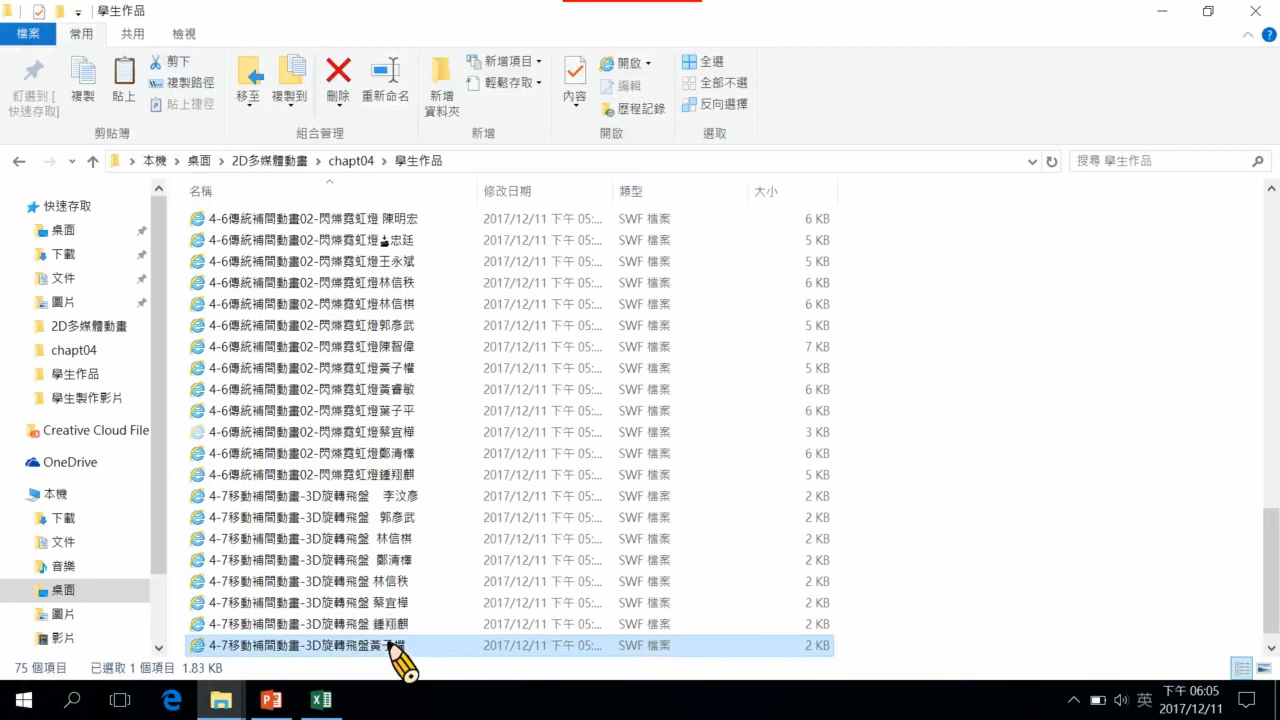 學生作品
檔案 常用 共用 檢視
釘選到 [
快速存取]
複製
貼上
剪下
複製路徑
貼上捷徑
剪貼簿
移至
複製到
刪除
重新命名
組合管理
新增
資料夾
新增項目
輕鬆存取
新增
內容
開啟
編輯
歷程記錄
開啟
全選
全部不選
反向選擇
選取
本機 桌面 2D多媒體動畫 chapt04 學生作品
搜尋 學生作品
快速存取
桌面
下載
文件
圖片
2D多媒體動畫
chapt04
學生作品
學生製作影片
Creative Cloud File
OneDrive
本機
下載
文件
音樂
桌面
圖片
影片
名稱 修改日期 類型 大小
4-6傳統補間動畫02-閃爍霓虹燈 陳明宏 2017/12/11 下午 05:... SWF 檔案 6 KB
4-6傳統補間動畫02-閃爍霓虹燈 忠廷 2017/12/11 下午 05:... SWF 檔案 5 KB
4-6傳統補間動畫02-閃爍霓虹燈王永斌 2017/12/11 下午 05:... SWF 檔案 5 KB
4-6傳統補間動畫02-閃爍霓虹燈林信秩 2017/12/11 下午 05:... SWF 檔案 6 KB
4-6傳統補間動畫02-閃爍霓虹燈林信棋 2017/12/11 下午 05:... SWF 檔案 6 KB
4-6傳統補間動畫02-閃爍霓虹燈郭彥武 2017/12/11 下午 05:... SWF 檔案 5 KB
4-6傳統補間動畫02-閃爍霓虹燈陳智偉 2017/12/11 下午 05:... SWF 檔案 7 KB
4-6傳統補間動畫02-閃爍霓虹燈黃子權 2017/12/11 下午 05:... SWF 檔案 5 KB
4-6傳統補間動畫02-閃爍霓虹燈黃睿敏 2017/12/11 下午 05:... SWF 檔案 6 KB
4-6傳統補間動畫02-閃爍霓虹燈葉子平 2017/12/11 下午 05:... SWF 檔案 6 KB
4-6傳統補間動畫02-閃爍霓虹燈蔡宜樺 2017/12/11 下午 05:... SWF 檔案 3 KB
4-6傳統補間動畫02-閃爍霓虹燈鄭清檡 2017/12/11 下午 05:... SWF 檔案 6 KB
4-6傳統補間動畫02-閃爍霓虹燈鍾翔麒 2017/12/11 下午 05:... SWF 檔案 5 KB
4-7移動補間動畫-3D旋轉飛盤 李汶彥 2017/12/11 下午 05:... SWF 檔案 2 KB
4-7移動補間動畫-3D旋轉飛盤 郭彥武 2017/12/11 下午 05:... SWF 檔案 2 KB
4-7移動補間動畫-3D旋轉飛盤 林信棋 2017/12/11 下午 05:... SWF 檔案 2 KB
4-7移動補間動畫-3D旋轉飛盤 鄭清檡 2017/12/11 下午 05:... SWF 檔案 2 KB
4-7移動補間動畫-3D旋轉飛盤 林信秩 2017/12/11 下午 05:... SWF 檔案 2 KB
4-7移動補間動畫-3D旋轉飛盤 蔡宜樺 2017/12/11 下午 05:... SWF 檔案 2 KB
4-7移動補間動畫-3D旋轉飛盤 鍾翔麒 2017/12/11 下午 05:... SWF 檔案 2 KB
4-7移動補間動畫-3D旋轉飛盤黃子 2017/12/11 下午 05:... SWF 檔案 2 KB
75 個項目 已選取 1 個項目 1.83 KB
英
下午 06:05
2017/12/11